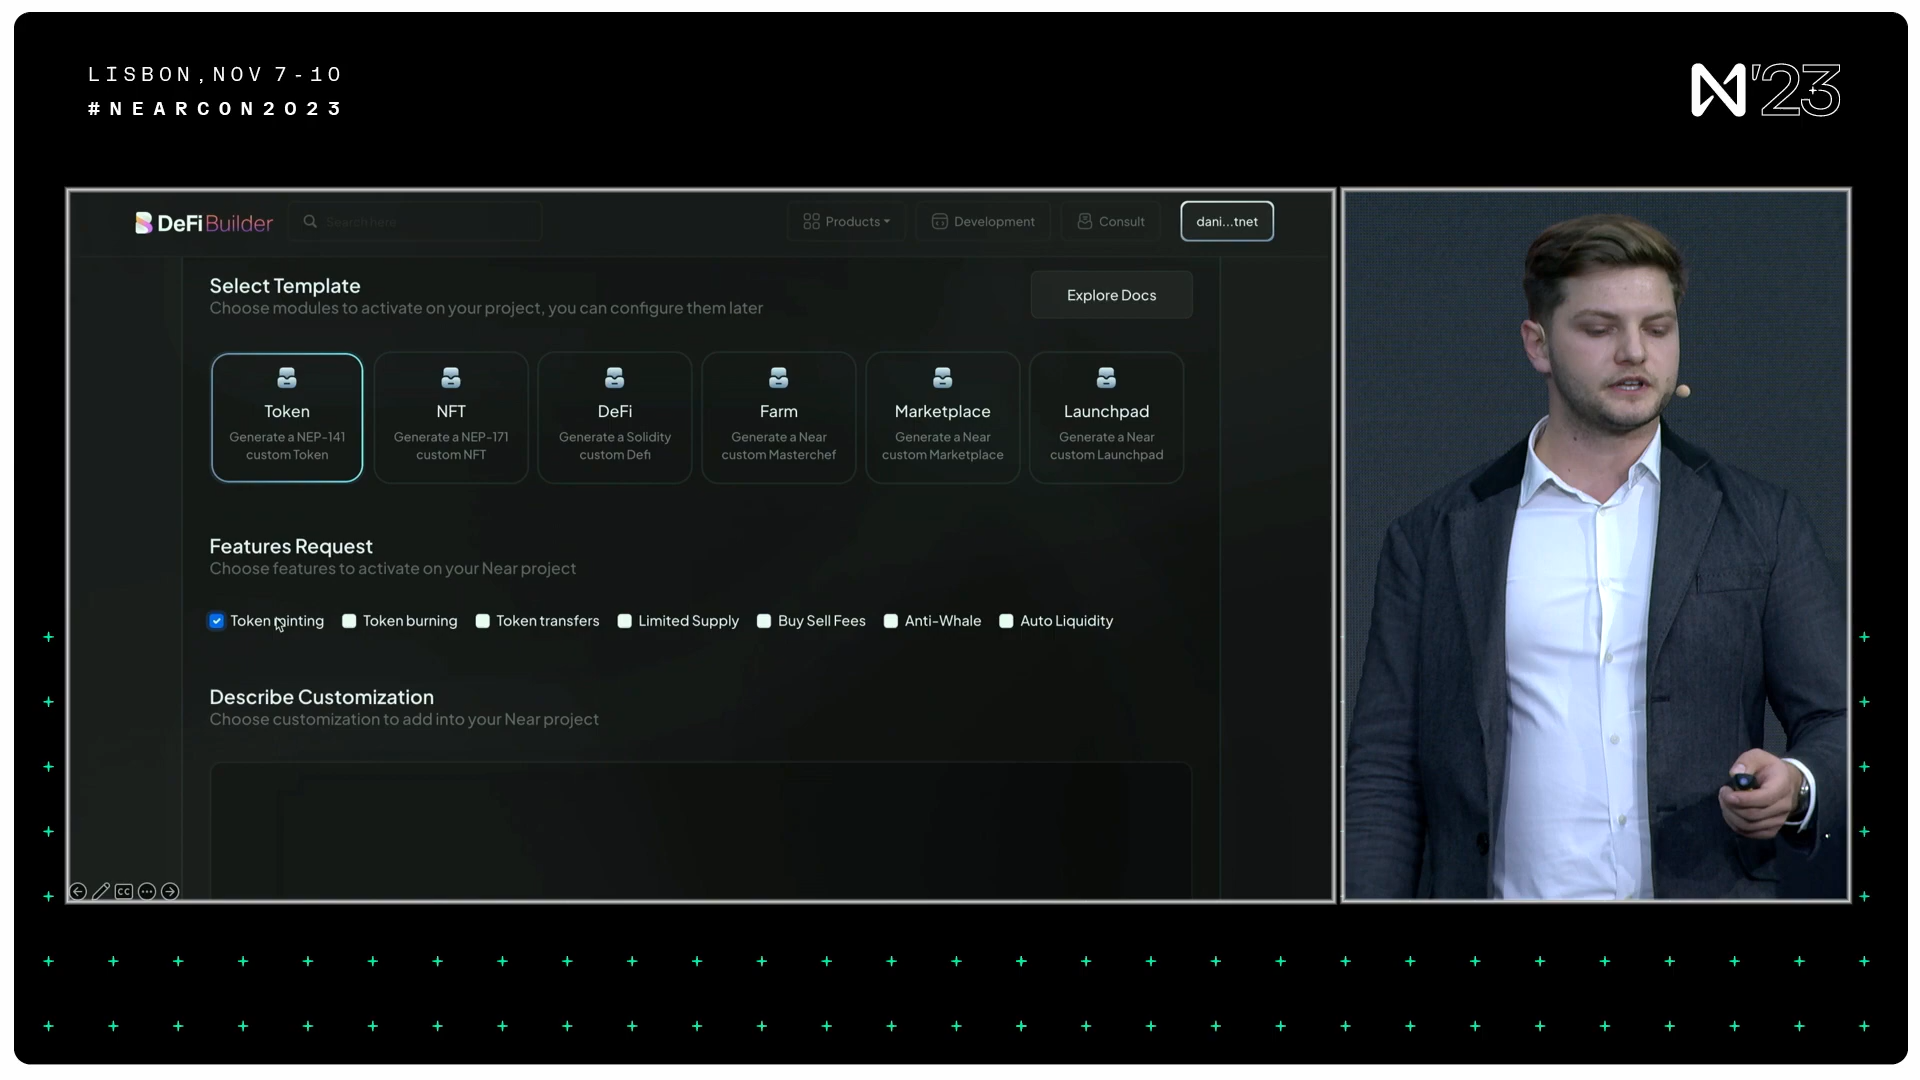 LISBON, NOV 7-10
#NEARCON2023
'23
DeFi Builder
Search here
Products
Development
Consult
dani...tnet
Select Template
Choose modules to activate on your project, you can configure them later
Explore Docs
Token
Generate a NEP-141
custom Token
NFT
Generate a NEP-171
custom NFT
DeFi
Generate a Solidity
custom Defi
Farm
Generate a Near
custom Masterchef
Marketplace
Generate a Near
custom Marketplace
Launchpad
Generate a Near
custom Launchpad
Features Request
Choose features to activate on your Near project
Token minting
Token burning
Token transfers
Limited Supply
Buy Sell Fees
Anti-Whale
Auto Liquidity
Describe Customization
Choose customization to add into your Near project
CC